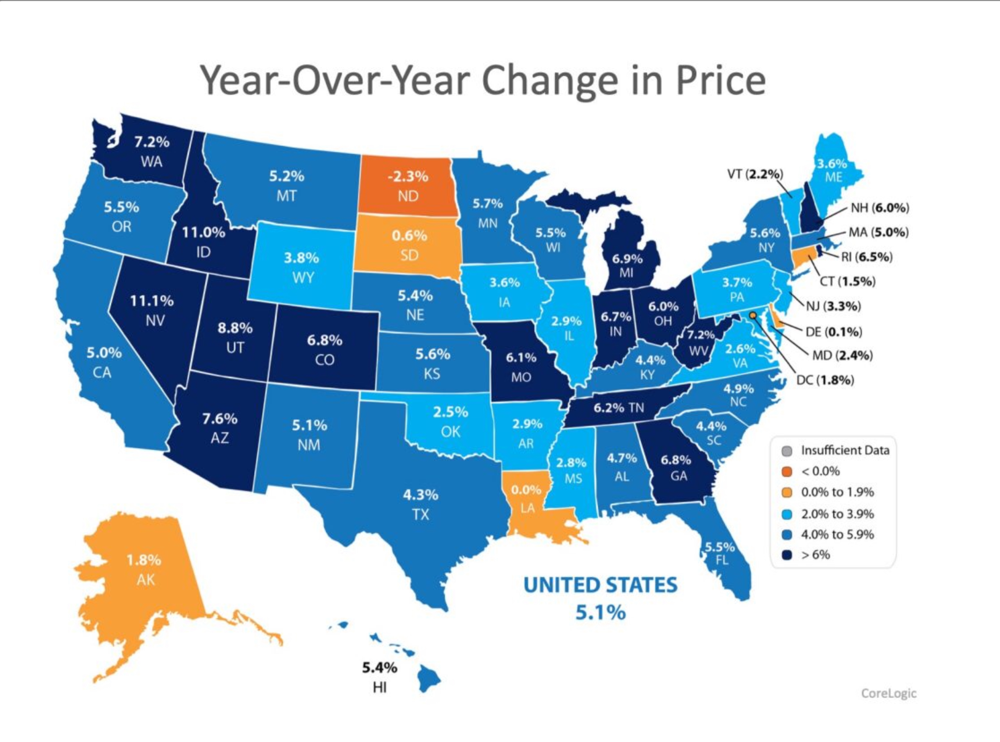 Year-Over-Year Change in Price
7.2%
WA
5.2%
MT
-2.3%
ND
5.7%
MN
VT (2.2%)
3.6%
ME
5.5%
OR
11.0%
ID
3.8%
WY
0.6%
SD
5.5%
WI
6.9%
MI
5.6%
NY
NH (6.0%)
MA (5.0%)
RI (6.5%)
CT (1.5%)
NJ (3.3%)
DE (0.1%)
MD (2.4%)
DC (1.8%)
11.1%
NV
8.8%
UT
6.8%
CO
5.4%
NE
3.6%
IA
2.9%
IL
6.7%
IN
6.0%
OH
3.7%
PA
5.0%
CA
5.6%
KS
6.1%
MO
4.4%
KY
7.2%
WV
2.6%
VA
7.6%
AZ
5.1%
NM
2.5%
OK
2.9%
AR
6.2% TN
4.9%
NC
4.4%
SC
4.3%
TX
0.0%
LA
2.8%
MS
4.7%
AL
6.8%
GA
5.5%
FL
1.8%
AK
5.4%
HI
Insufficient Data
< 0.0%
0.0% to 1.9%
2.0% to 3.9%
4.0% to 5.9%
> 6%
UNITED STATES
5.1%
CoreLogic